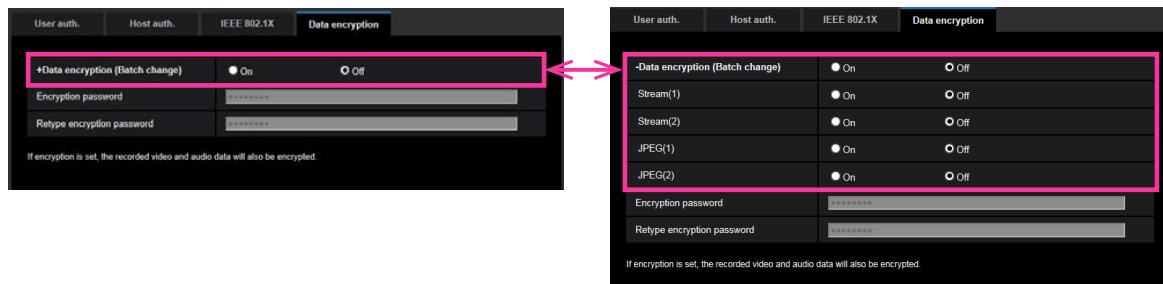 User auth. Host auth. IEEE 802.1X Data encryption
+Data encryption (Batch change) On Off
Encryption password ••••••••
Retype encryption password ••••••••
If encryption is set, the recorded video and audio data will also be encrypted.
User auth. Host auth. IEEE 802.1X Data encryption
-Data encryption (Batch change) On Off
Stream(1) On Off
Stream(2) On Off
JPEG(1) On Off
JPEG(2) On Off
Encryption password ••••••••
Retype encryption password ••••••••
If encryption is set, the recorded video and audio data will also be encrypted.